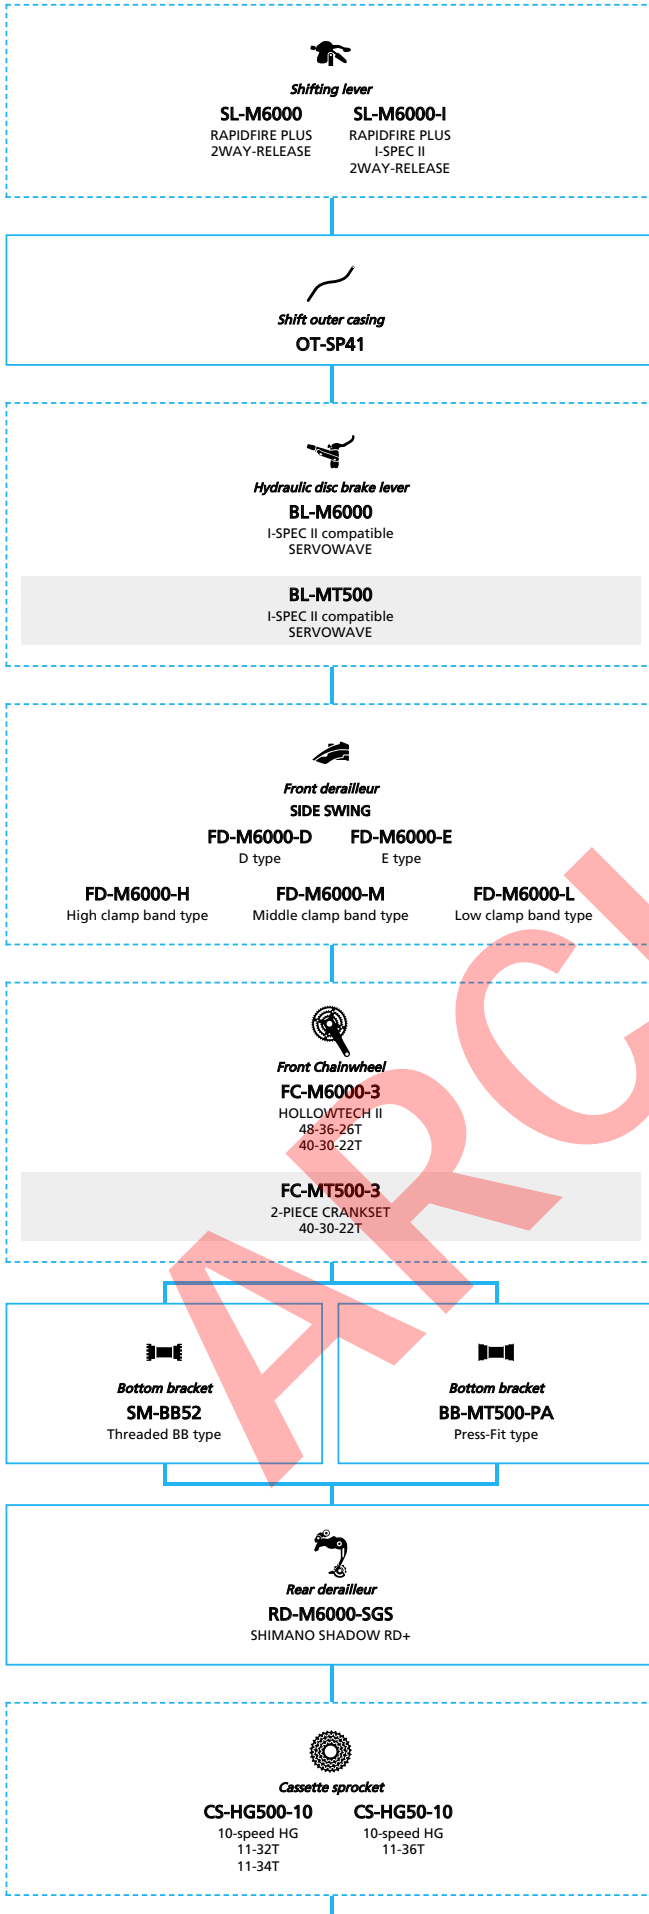 Shifting lever
SL-M6000 SL-M6000-I
RAPIDFIRE PLUS RAPIDFIRE PLUS
2WAY-RELEASE I-SPEC II
2WAY-RELEASE
Shift outer casing
OT-SP41
Hydraulic disc brake lever
BL-M6000
I-SPEC II compatible
SERVOWAVE
BL-MT500
I-SPEC II compatible
SERVOWAVE
Front derailleur
SIDE SWING
FD-M6000-D FD-M6000-E
D type E type
FD-M6000-H FD-M6000-M FD-M6000-L
High clamp band type Middle clamp band type Low clamp band type
Front Chainwheel
FC-M6000-3
HOLLOWTECH II
48-36-26T
40-30-22T
FC-MT500-3
2-PIECE CRANKSET
40-30-22T
Bottom bracket Bottom bracket
SM-BB52 BB-MT500-PA
Threaded BB type Press-Fit type
Rear derailleur
RD-M6000-SGS
SHIMANO SHADOW RD+
Cassette sprocket
CS-HG500-10 CS-HG50-10
10-speed HG 10-speed HG
11-32T 11-36T
11-34T